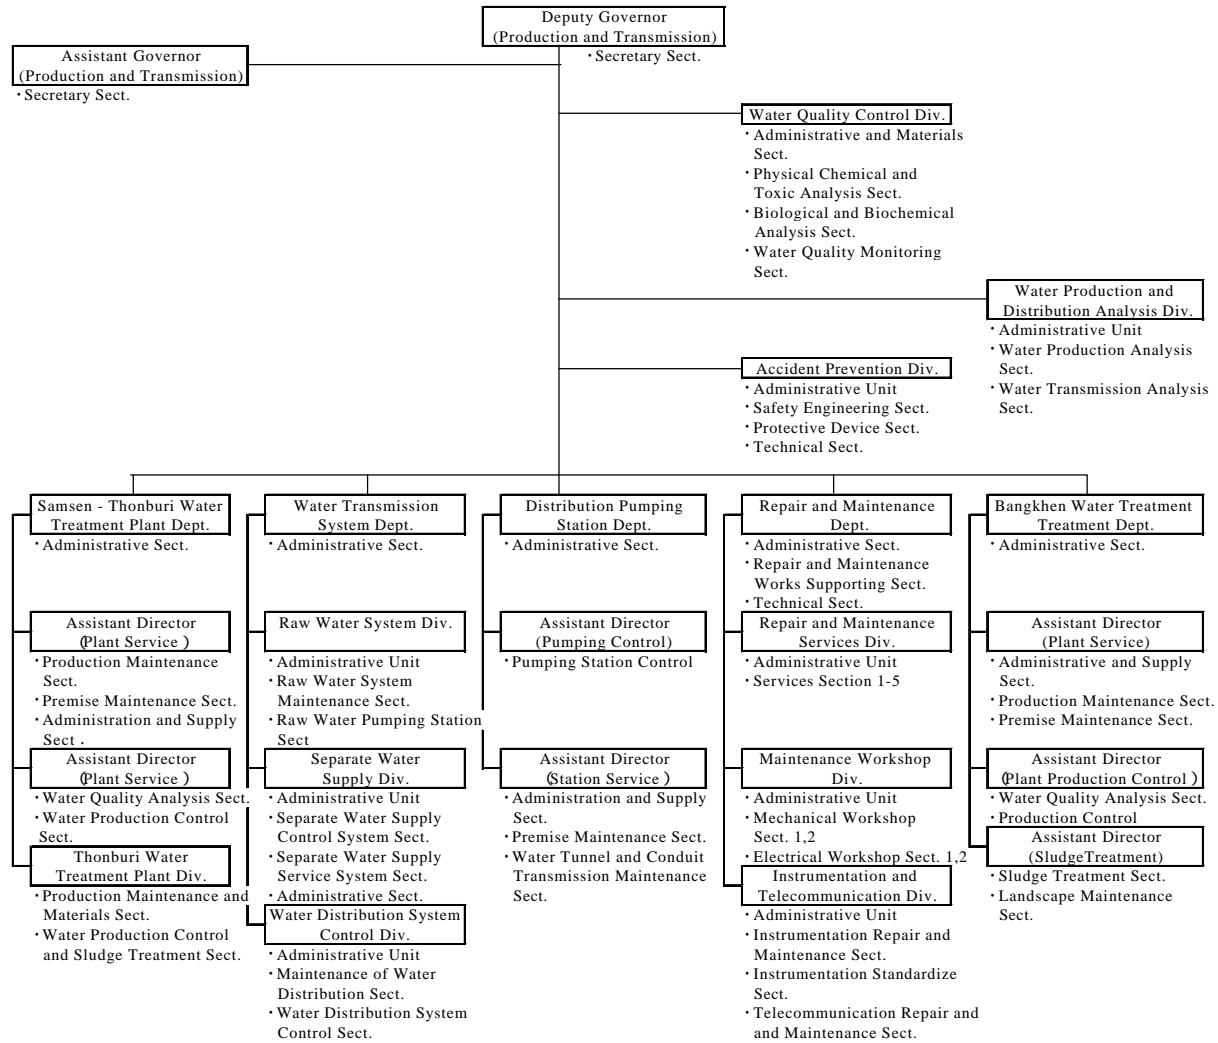 Deputy Governor
(Production and Transmission)
・Secretary Sect.
Assistant Governor
(Production and Transmission)
・Secretary Sect.
Water Quality Control Div.
・Administrative and Materials
Sect.
・Physical Chemical and
Toxic Analysis Sect.
・Biological and Biochemical
Analysis Sect.
・Water Quality Monitoring
Sect.
Water Production and
Distribution Analysis Div.
・Administrative Unit
・Water Production Analysis
Sect.
・Water Transmission Analysis
Sect.
Accident Prevention Div.
・Administrative Unit
・Safety Engineering Sect.
・Protective Device Sect.
・Technical Sect.
Samsen - Thonburi Water
Treatment Plant Dept.
・Administrative Sect.
Assistant Director
(Plant Service）
・Production Maintenance
Sect.
・Premise Maintenance Sect.
・Administration and Supply
Sect．
Assistant Director
(Plant Service）
・Water Quality Analysis Sect.
・Water Production Control
Sect.
Thonburi Water
Treatment Plant Div.
・Production Maintenance and
Materials Sect.
・Water Production Control
and Sludge Treatment Sect.
Water Transmission
System Dept.
・Administrative Sect.
Raw Water System Div.
・Administrative Unit
・Raw Water System
Maintenance Sect.
・Raw Water Pumping Station
Sect
Separate Water
Supply Div.
・Administrative Unit
・Separate Water Supply
Control System Sect.
・Separate Water Supply
Service System Sect.
・Administrative Sect.
Water Distribution System
Control Div.
・Administrative Unit
・Maintenance of Water
Distribution Sect.
・Water Distribution System
Control Sect.
Distribution Pumping
Station Dept.
・Administrative Sect.
Assistant Director
(Pumping Control)
・Pumping Station Control
Assistant Director
(Station Service）
・Administration and Supply
Sect.
・Premise Maintenance Sect.
・Water Tunnel and Conduit
Transmission Maintenance
Sect.
Repair and Maintenance
Dept.
・Administrative Sect.
・Repair and Maintenance
Works Supporting Sect.
・Technical Sect.
Repair and Maintenance
Services Div.
・Administrative Unit
・Services Section 1-5
Maintenance Workshop
Div.
・Administrative Unit
・Mechanical Workshop
Sect. 1,2
・Electrical Workshop Sect. 1,2
Instrumentation and
Telecommunication Div.
・Administrative Unit
・Instrumentation Repair and
Maintenance Sect.
・Instrumentation Standardize
Sect.
・Telecommunication Repair and
and Maintenance Sect.
Bangkhen Water Treatment
Treatment Dept.
・Administrative Sect.
Assistant Director
(Plant Service)
・Administrative and Supply
Sect.
・Production Maintenance Sect.
・Premise Maintenance Sect.
Assistant Director
(Plant Production Control）
・Water Quality Analysis Sect.
・Production Control
Assistant Director
(SludgeTreatment)
・Sludge Treatment Sect.
・Landscape Maintenance
Sect.